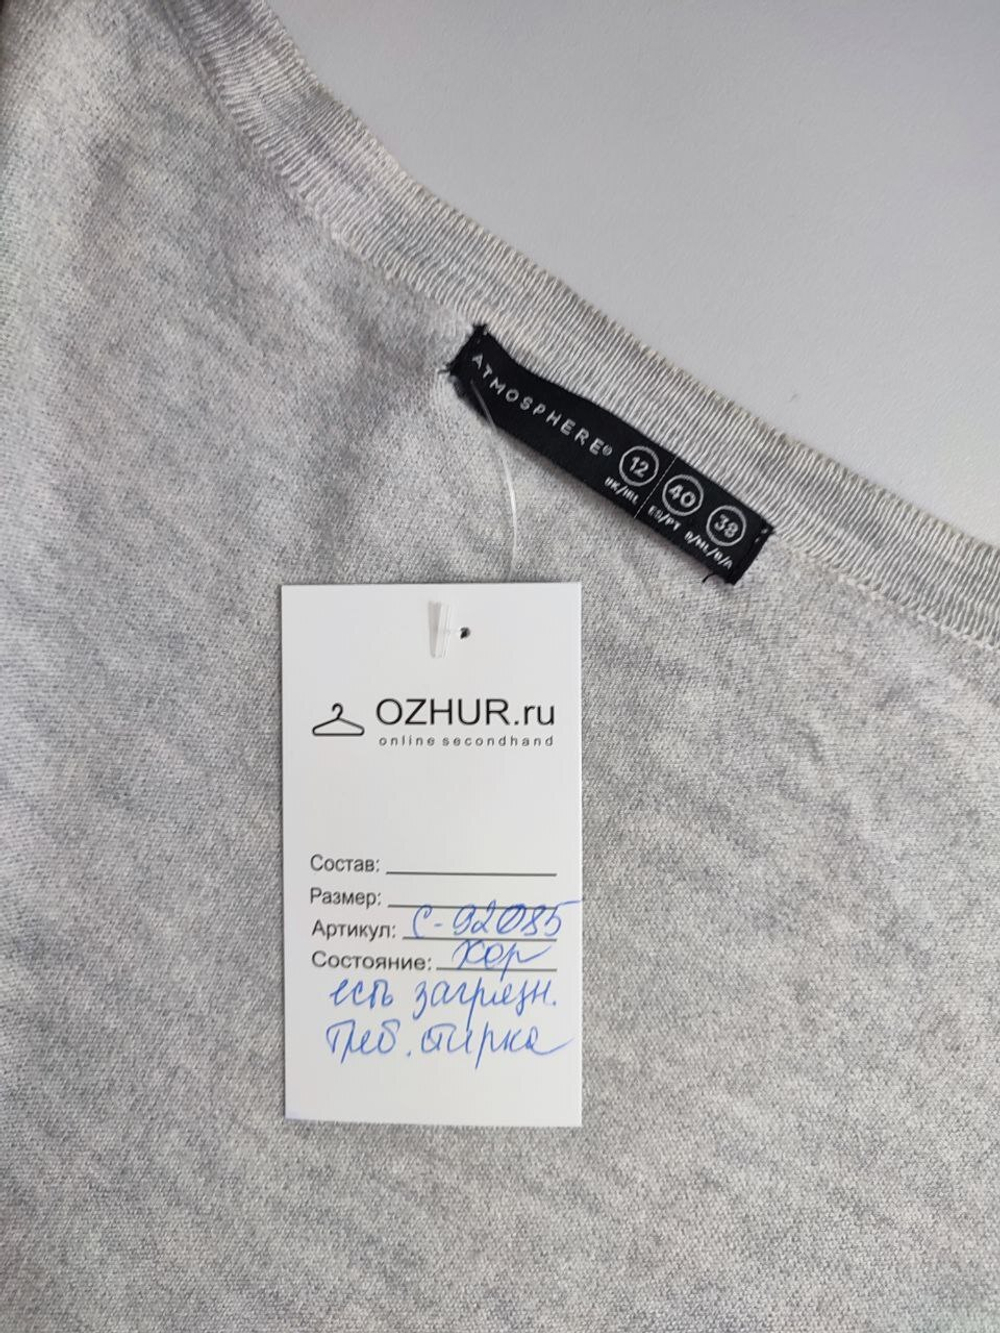 ATMOSPHERE® 12 40 38
UK/IRL ES/PT D/NL/B/A
OZHUR.ru
online secondhand
Состав:
Размер:
Артикул: С-92085
Состояние: Хор
есть загрязн.
Треб. стирка